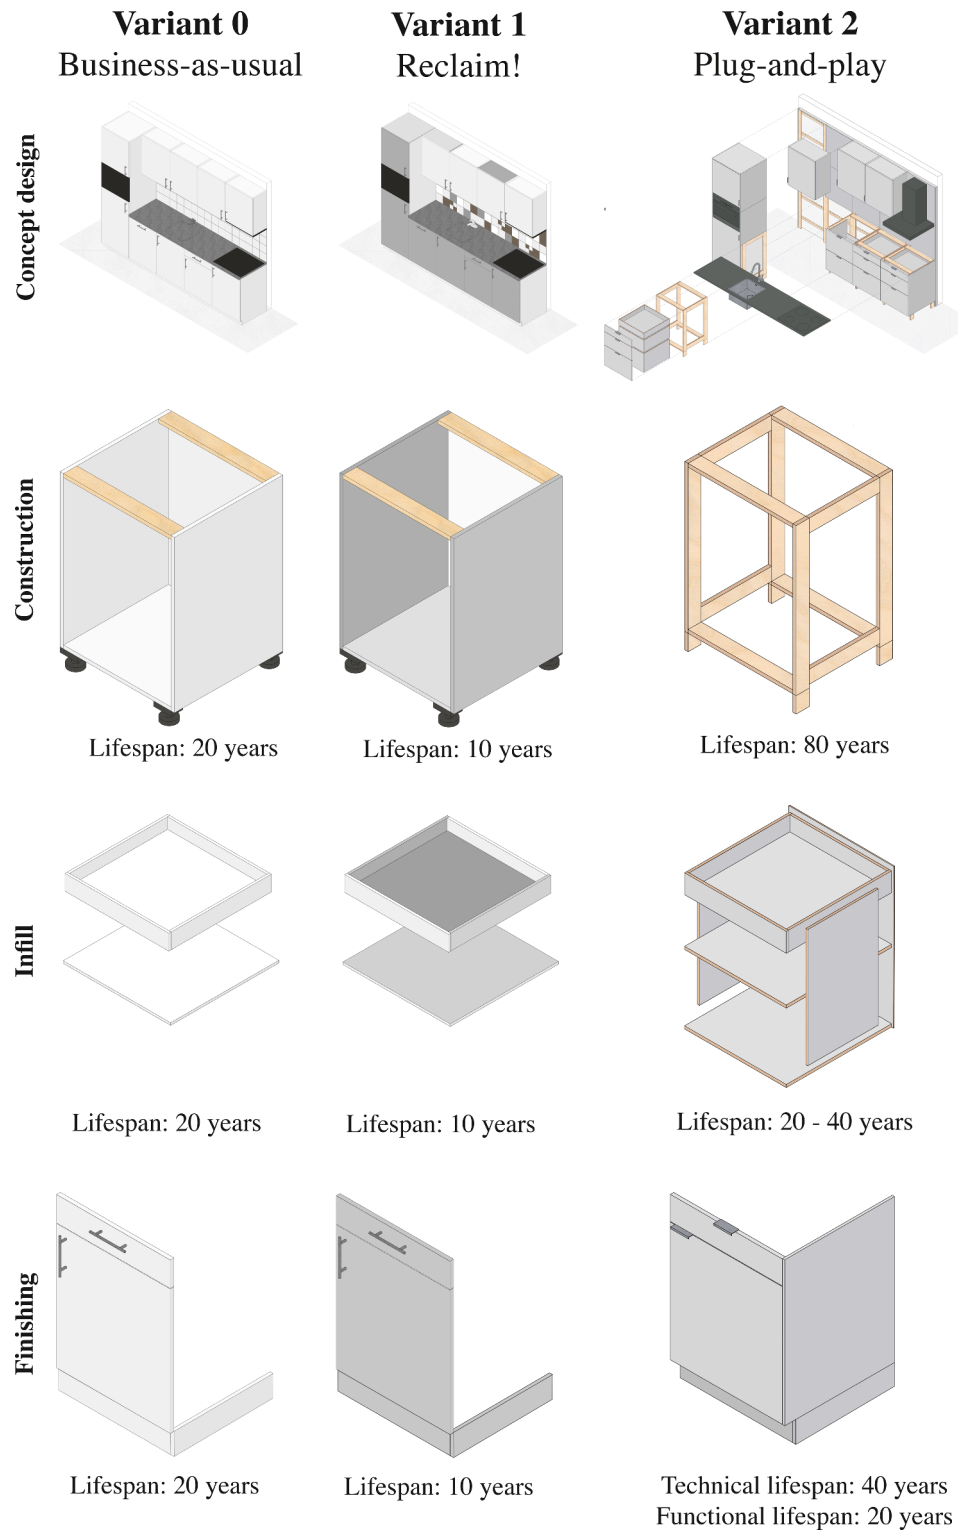 Variant 0
Business-as-usual
Variant 1
Reclaim!
Variant 2
Plug-and-play
Concept design
Construction
Lifespan: 20 years
Lifespan: 10 years
Lifespan: 80 years
Infill
Lifespan: 20 years
Lifespan: 10 years
Lifespan: 20 - 40 years
Finishing
Lifespan: 20 years
Lifespan: 10 years
Technical lifespan: 40 years
Functional lifespan: 20 years